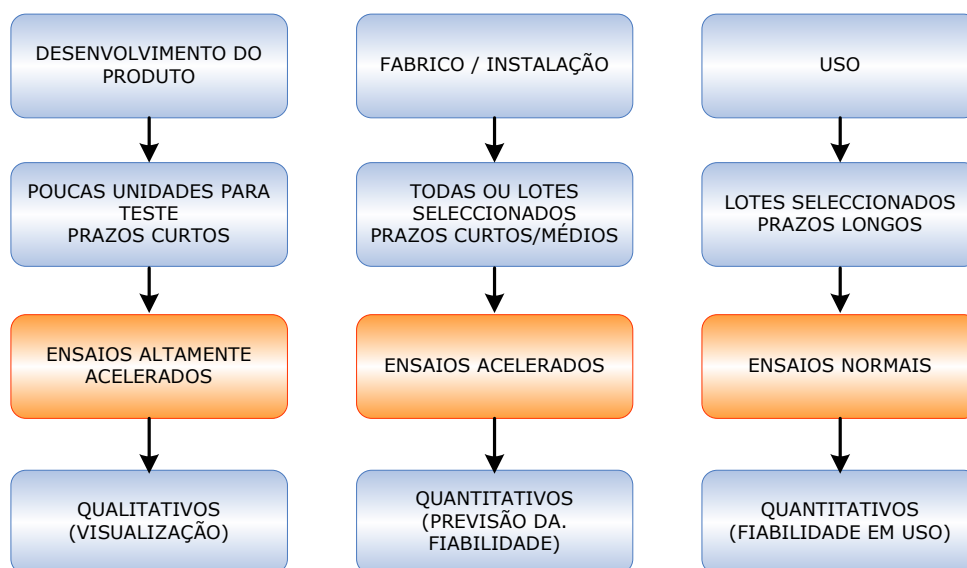 DESENVOLVIMENTO DO
PRODUTO
FABRICO / INSTALAÇÃO
USO
POUCAS UNIDADES PARA
TESTE
PRAZOS CURTOS
TODAS OU LOTES
SELECCIONADOS
PRAZOS CURTOS/MÉDIOS
LOTES SELECCIONADOS
PRAZOS LONGOS
ENSAIOS ALTAMENTE
ACELERADOS
ENSAIOS ACELERADOS
ENSAIOS NORMAIS
QUALITATIVOS
(VISUALIZAÇÃO)
QUANTITATIVOS
(PREVISÃO DA.
FIABILIDADE)
QUANTITATIVOS
(FIABILIDADE EM USO)